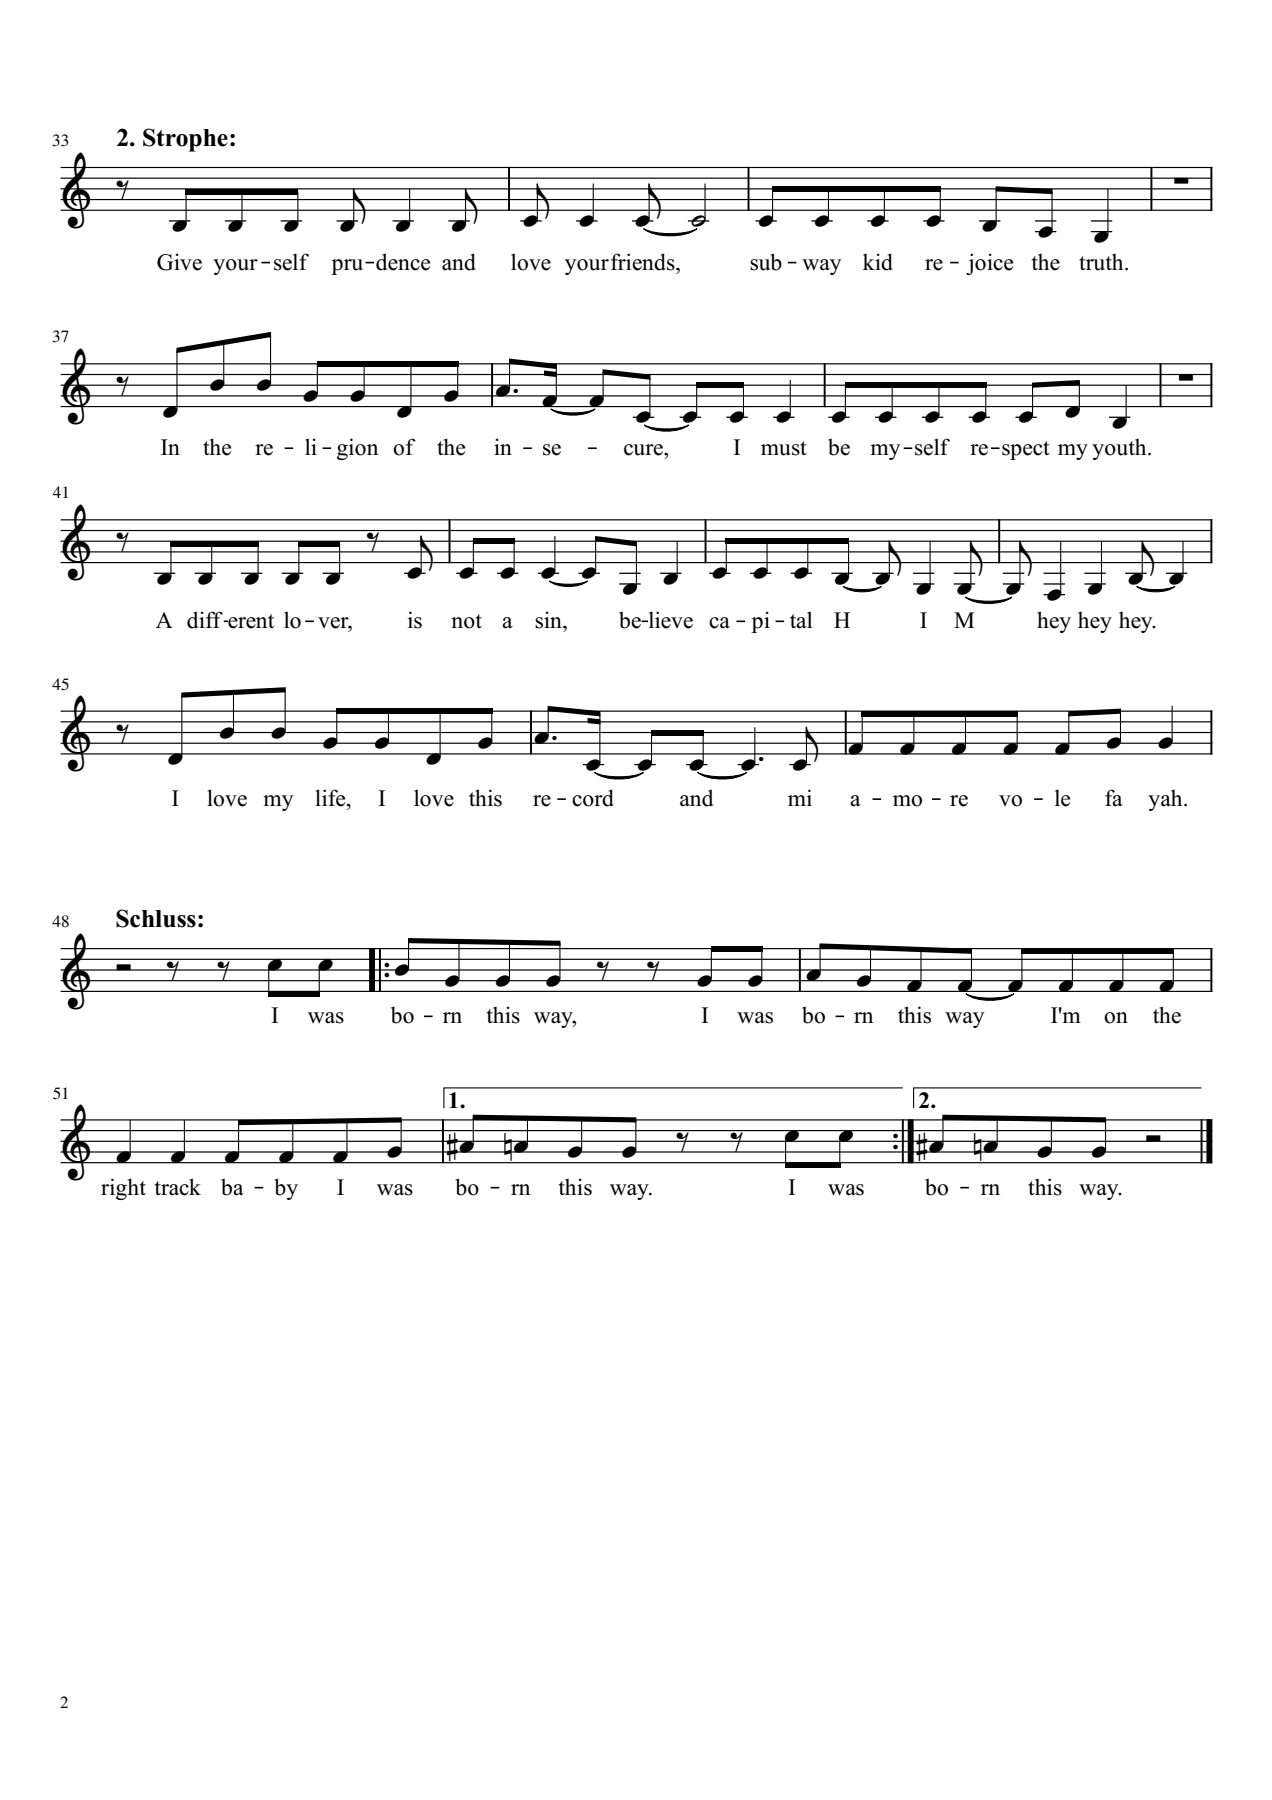 33 2. Strophe:
Give your-self pru-dence and love your friends, sub-way kid re-joice the truth.
37
In the re-li-gion of the in-se-cure, I must be my-self re-spect my youth.
41
A diff-erent lo-ver, is not a sin, be-lieve ca-pi-tal H I M hey hey hey.
45
I love my life, I love this re-cord and mi a-mo-re vo-le fa yah.
48 Schluss:
I was bo-rn this way, I was bo-rn this way I'm on the
51 1. 2.
right track ba-by I was bo-rn this way. I was bo-rn this way.
2